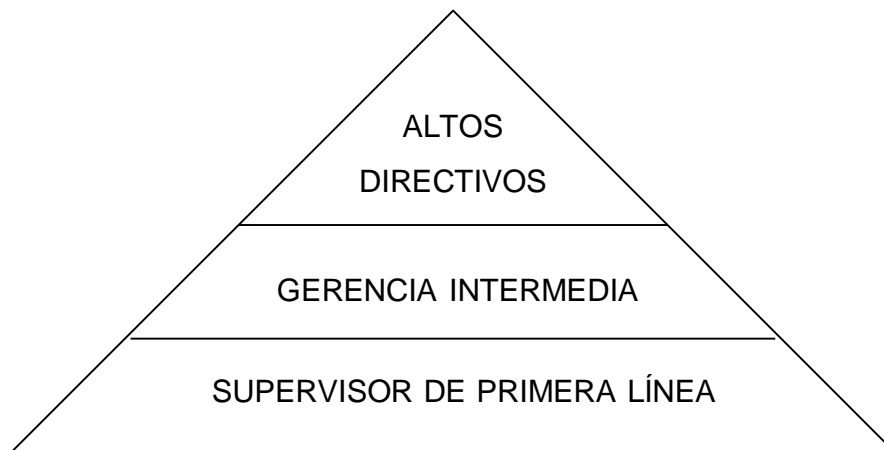 ALTOS
DIRECTIVOS
GERENCIA INTERMEDIA
SUPERVISOR DE PRIMERA LÍNEA